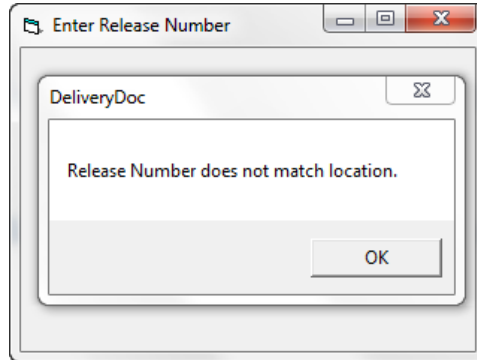 Enter Release Number
DeliveryDoc
Release Number does not match location.
OK